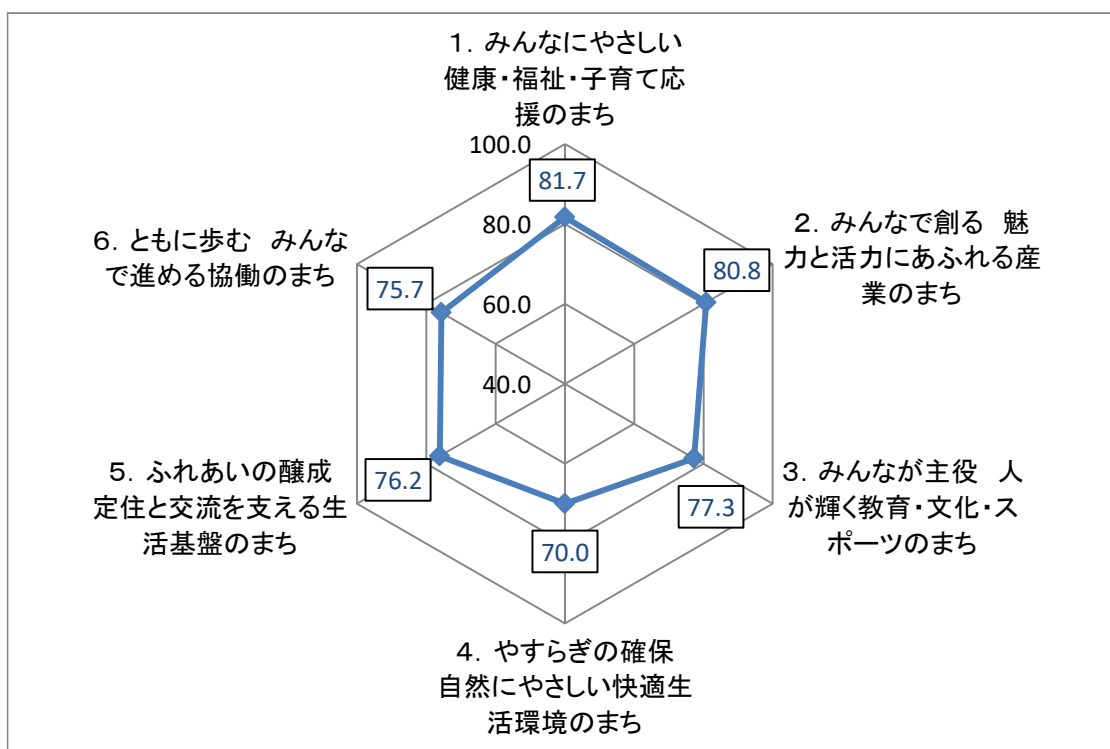 1．みんなにやさしい
健康・福祉・子育て応
援のまち
100.0
81.7
80.0
60.0
40.0
2．みんなで創る　魅
力と活力にあふれる産
業のまち
80.8
3．みんなが主役　人
が輝く教育・文化・ス
ポーツのまち
77.3
70.0
4．やすらぎの確保
自然にやさしい快適生
活環境のまち
5．ふれあいの醸成
定住と交流を支える生
活基盤のまち
76.2
6．ともに歩む　みんな
で進める協働のまち
75.7